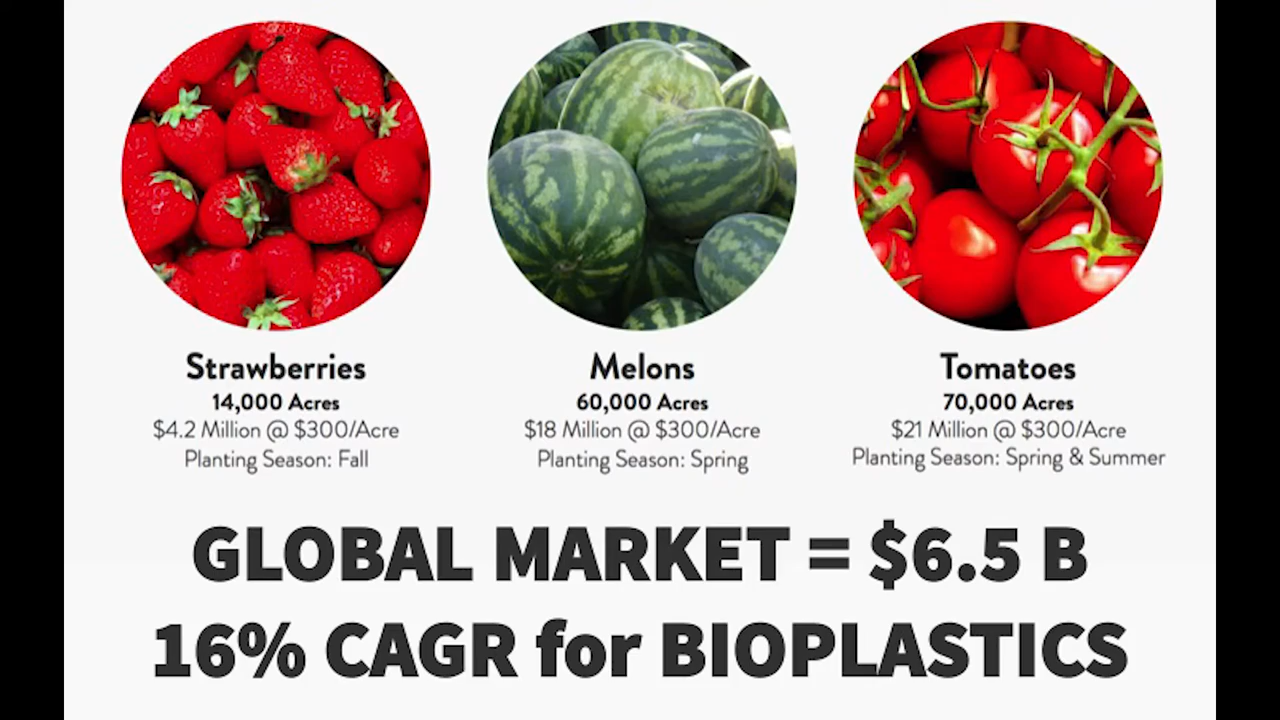 Strawberries
14,000 Acres
$4.2 Million @ $300/Acre
Planting Season: Fall
Melons
60,000 Acres
$18 Million @ $300/Acre
Planting Season: Spring
Tomatoes
70,000 Acres
$21 Million @ $300/Acre
Planting Season: Spring & Summer
GLOBAL MARKET = $6.5 B
16% CAGR for BIOPLASTICS